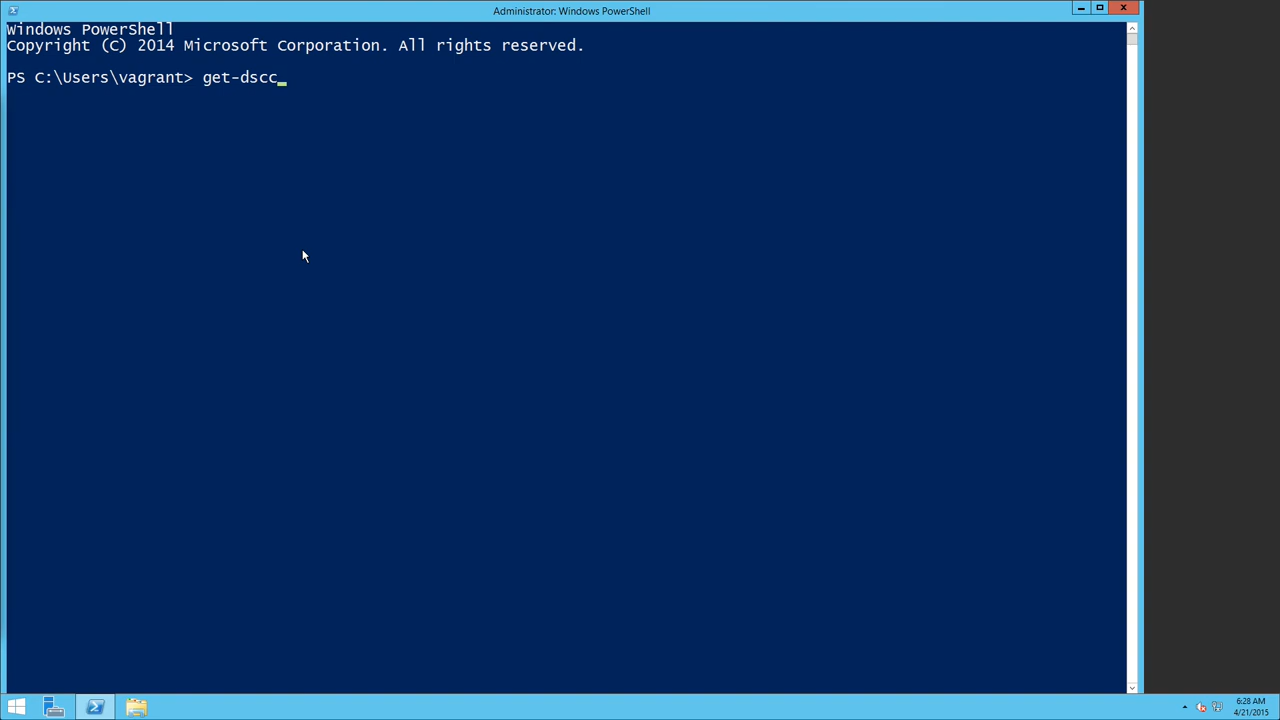 Administrator: Windows PowerShell
Windows PowerShell
Copyright (C) 2014 Microsoft Corporation. All rights reserved.
PS C:\Users\vagrant> get-dscc_
6:28 AM
4/21/2015